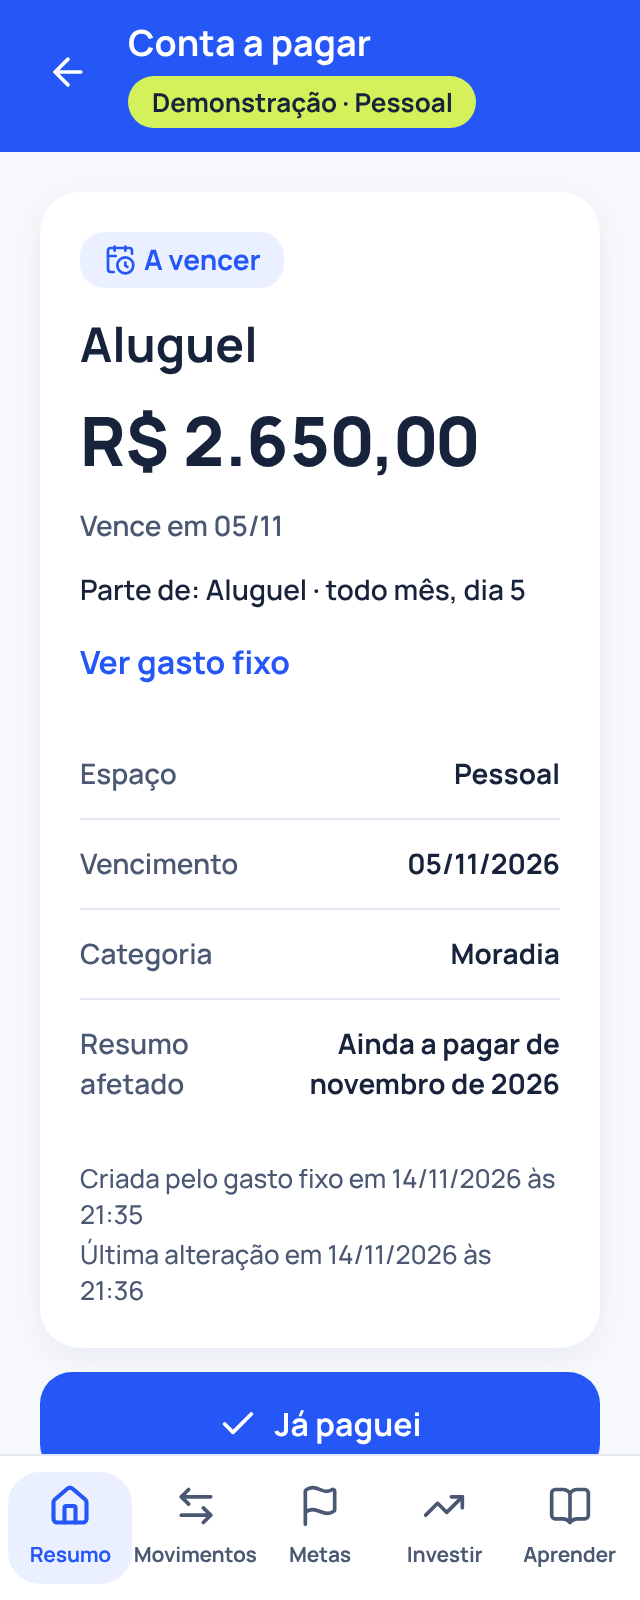 Conta a pagar
Demonstração · Pessoal
A vencer
Aluguel
R$ 2.650,00
Vence em 05/11
Parte de: Aluguel · todo mês, dia 5
Ver gasto fixo
Espaço Pessoal
Vencimento 05/11/2026
Categoria Moradia
Resumo Ainda a pagar de
afetado novembro de 2026
Criada pelo gasto fixo em 14/11/2026 às
21:35
Última alteração em 14/11/2026 às
21:36
Já paguei
Resumo Movimentos Metas Investir Aprender